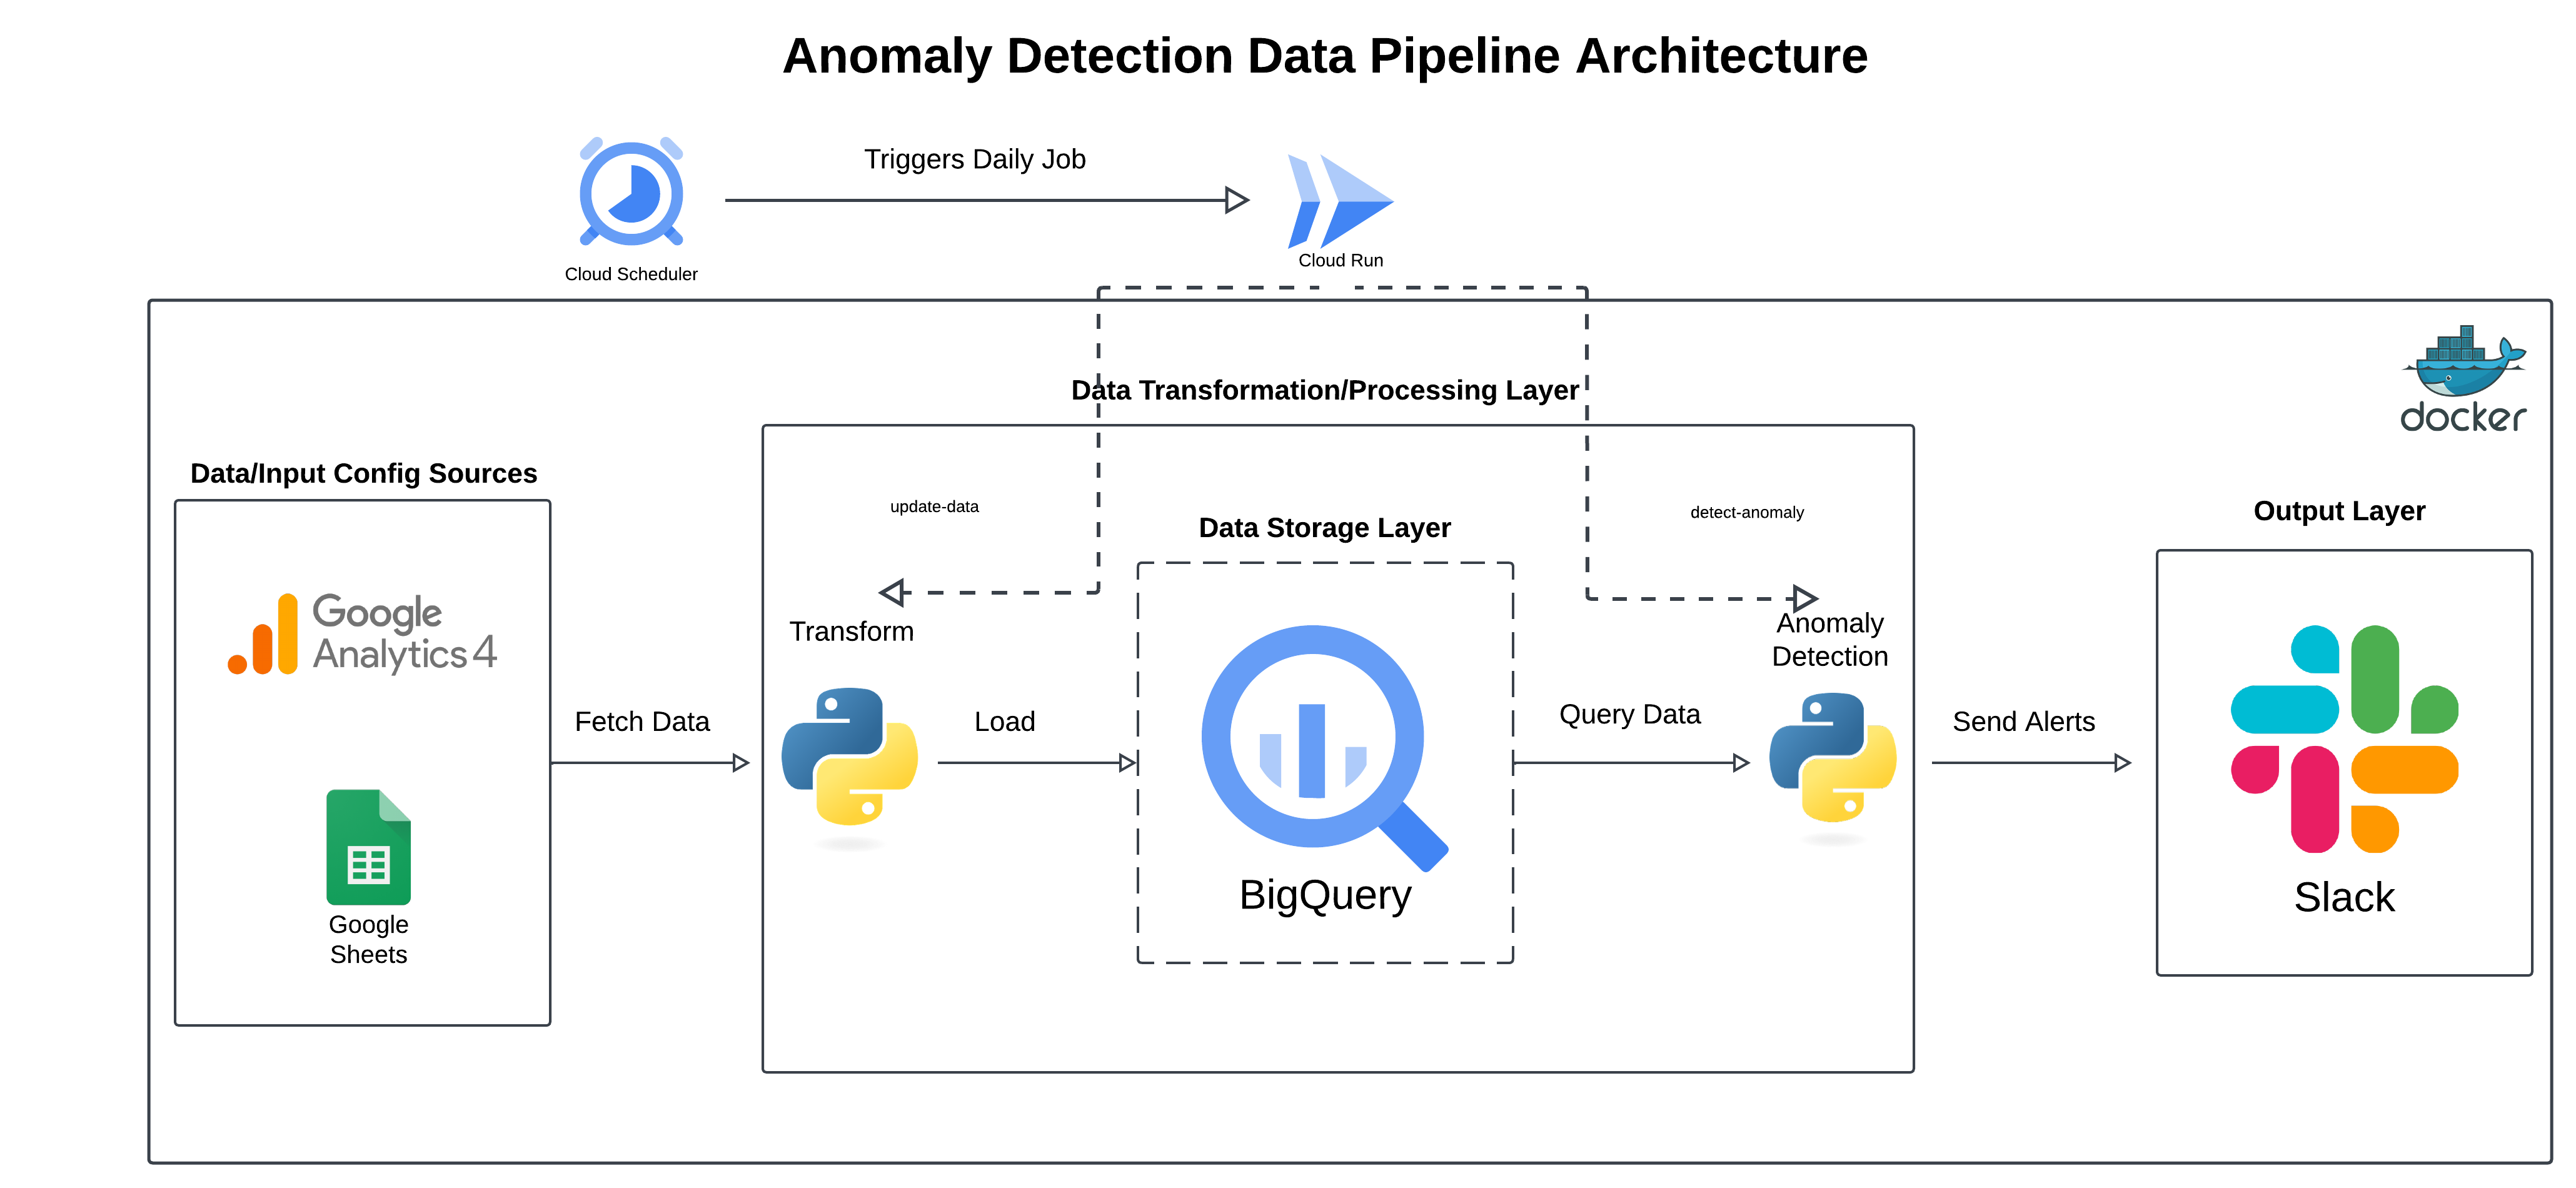 Anomaly Detection Data Pipeline Architecture
Triggers Daily Job
Cloud Scheduler
Cloud Run
docker
Data Transformation/Processing Layer
Data/Input Config Sources
update-data
detect-anomaly
Data Storage Layer
Output Layer
Google
Analytics 4
Transform
Anomaly
Detection
Fetch Data
Load
Query Data
Send Alerts
BigQuery
Slack
Google
Sheets